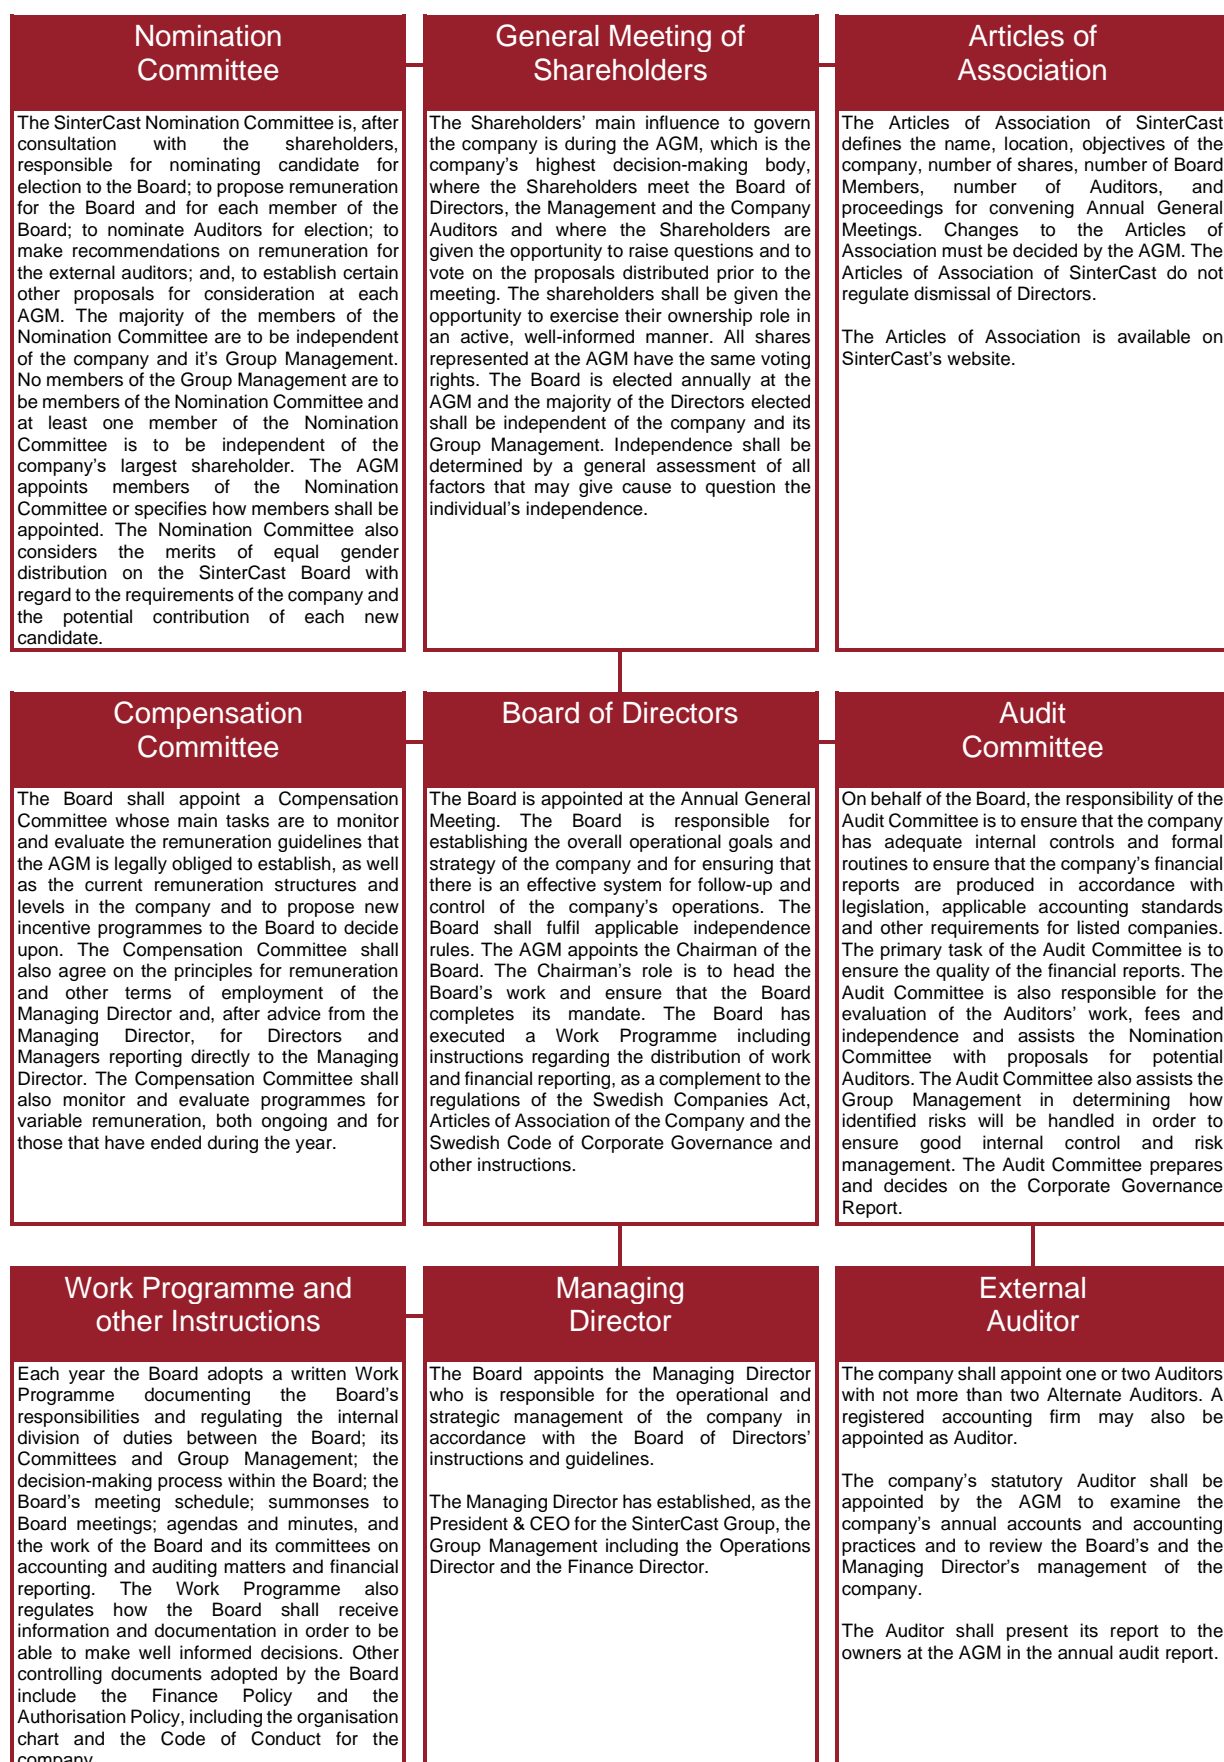 Nomination
Committee
The SinterCast Nomination Committee is, after
consultation with the shareholders,
responsible for nominating candidate for
election to the Board; to propose remuneration
for the Board and for each member of the
Board; to nominate Auditors for election; to
make recommendations on remuneration for
the external auditors; and, to establish certain
other proposals for consideration at each
AGM. The majority of the members of the
Nomination Committee are to be independent
of the company and it's Group Management.
No members of the Group Management are to
be members of the Nomination Committee and
at least one member of the Nomination
Committee is to be independent of the
company's largest shareholder. The AGM
appoints members of the Nomination
Committee or specifies how members shall be
appointed. The Nomination Committee also
considers the merits of equal gender
distribution on the SinterCast Board with
regard to the requirements of the company and
the potential contribution of each new
candidate.
General Meeting of
Shareholders
The Shareholders' main influence to govern
the company is during the AGM, which is the
company's highest decision-making body,
where the Shareholders meet the Board of
Directors, the Management and the Company
Auditors and where the Shareholders are
given the opportunity to raise questions and to
vote on the proposals distributed prior to the
meeting. The shareholders shall be given the
opportunity to exercise their ownership role in
an active, well-informed manner. All shares
represented at the AGM have the same voting
rights. The Board is elected annually at the
AGM and the majority of the Directors elected
shall be independent of the company and its
Group Management. Independence shall be
determined by a general assessment of all
factors that may give cause to question the
individual's independence.
Articles of
Association
The Articles of Association of SinterCast
defines the name, location, objectives of the
company, number of shares, number of Board
Members, number of Auditors, and
proceedings for convening Annual General
Meetings. Changes to the Articles of
Association must be decided by the AGM. The
Articles of Association of SinterCast do not
regulate dismissal of Directors.
The Articles of Association is available on
SinterCast's website.
Compensation
Committee
The Board shall appoint a Compensation
Committee whose main tasks are to monitor
and evaluate the remuneration guidelines that
the AGM is legally obliged to establish, as well
as the current remuneration structures and
levels in the company and to propose new
incentive programmes to the Board to decide
upon. The Compensation Committee shall
also agree on the principles for remuneration
and other terms of employment of the
Managing Director and, after advice from the
Managing Director, for Directors and
Managers reporting directly to the Managing
Director. The Compensation Committee shall
also monitor and evaluate programmes for
variable remuneration, both ongoing and for
those that have ended during the year.
Board of Directors
The Board is appointed at the Annual General
Meeting. The Board is responsible for
establishing the overall operational goals and
strategy of the company and for ensuring that
there is an effective system for follow-up and
control of the company's operations. The
Board shall fulfil applicable independence
rules. The AGM appoints the Chairman of the
Board. The Chairman's role is to head the
Board's work and ensure that the Board
completes its mandate. The Board has
executed a Work Programme including
instructions regarding the distribution of work
and financial reporting, as a complement to the
regulations of the Swedish Companies Act,
Articles of Association of the Company and the
Swedish Code of Corporate Governance and
other instructions.
Audit
Committee
On behalf of the Board, the responsibility of the
Audit Committee is to ensure that the company
has adequate internal controls and formal
routines to ensure that the company's financial
reports are produced in accordance with
legislation, applicable accounting standards
and other requirements for listed companies.
The primary task of the Audit Committee is to
ensure the quality of the financial reports. The
Audit Committee is also responsible for the
evaluation of the Auditors' work, fees and
independence and assists the Nomination
Committee with proposals for potential
Auditors. The Audit Committee also assists the
Group Management in determining how
identified risks will be handled in order to
ensure good internal control and risk
management. The Audit Committee prepares
and decides on the Corporate Governance
Report.
Work Programme and
other Instructions
Each year the Board adopts a written Work
Programme documenting the Board's
responsibilities and regulating the internal
division of duties between the Board; its
Committees and Group Management; the
decision-making process within the Board; the
Board's meeting schedule; summonses to
Board meetings; agendas and minutes, and
the work of the Board and its committees on
accounting and auditing matters and financial
reporting. The Work Programme also
regulates how the Board shall receive
information and documentation in order to be
able to make well informed decisions. Other
controlling documents adopted by the Board
include the Finance Policy and the
Authorisation Policy, including the organisation
chart and the Code of Conduct for the
company.
Managing
Director
The Board appoints the Managing Director
who is responsible for the operational and
strategic management of the company in
accordance with the Board of Directors'
instructions and guidelines.
The Managing Director has established, as the
President & CEO for the SinterCast Group, the
Group Management including the Operations
Director and the Finance Director.
External
Auditor
The company shall appoint one or two Auditors
with not more than two Alternate Auditors. A
registered accounting firm may also be
appointed as Auditor.
The company's statutory Auditor shall be
appointed by the AGM to examine the
company's annual accounts and accounting
practices and to review the Board's and the
Managing Director's management of the
company.
The Auditor shall present its report to the
owners at the AGM in the annual audit report.